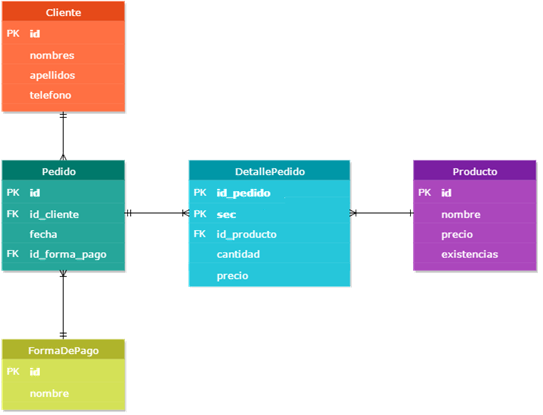 Cliente
PK id
nombres
apellidos
telefono
Pedido
PK id
FK id_cliente
fecha
FK id_forma_pago
DetallePedido
PK id_pedido
PK sec
FK id_producto
cantidad
precio
Producto
PK id
nombre
precio
existencias
FormaDePago
PK id
nombre